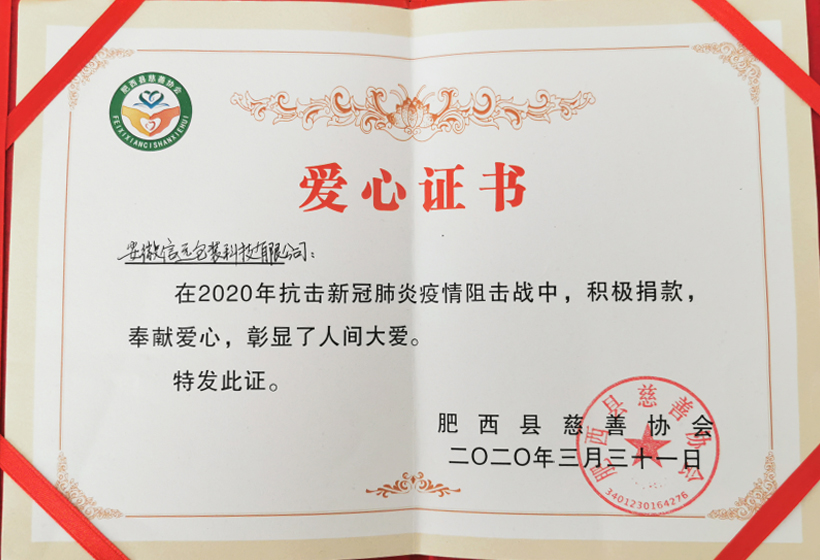 肥西县慈善协会
FEIXIXIANCISHANXIEHUI
爱心证书
安徽信远包装科技有限公司：
在2020年抗击新冠肺炎疫情阻击战中，积极捐款，
奉献爱心，彰显了人间大爱。
特发此证。
肥西县慈善协会
二〇二〇年三月三十一日
肥西县慈善协会
3401230164276